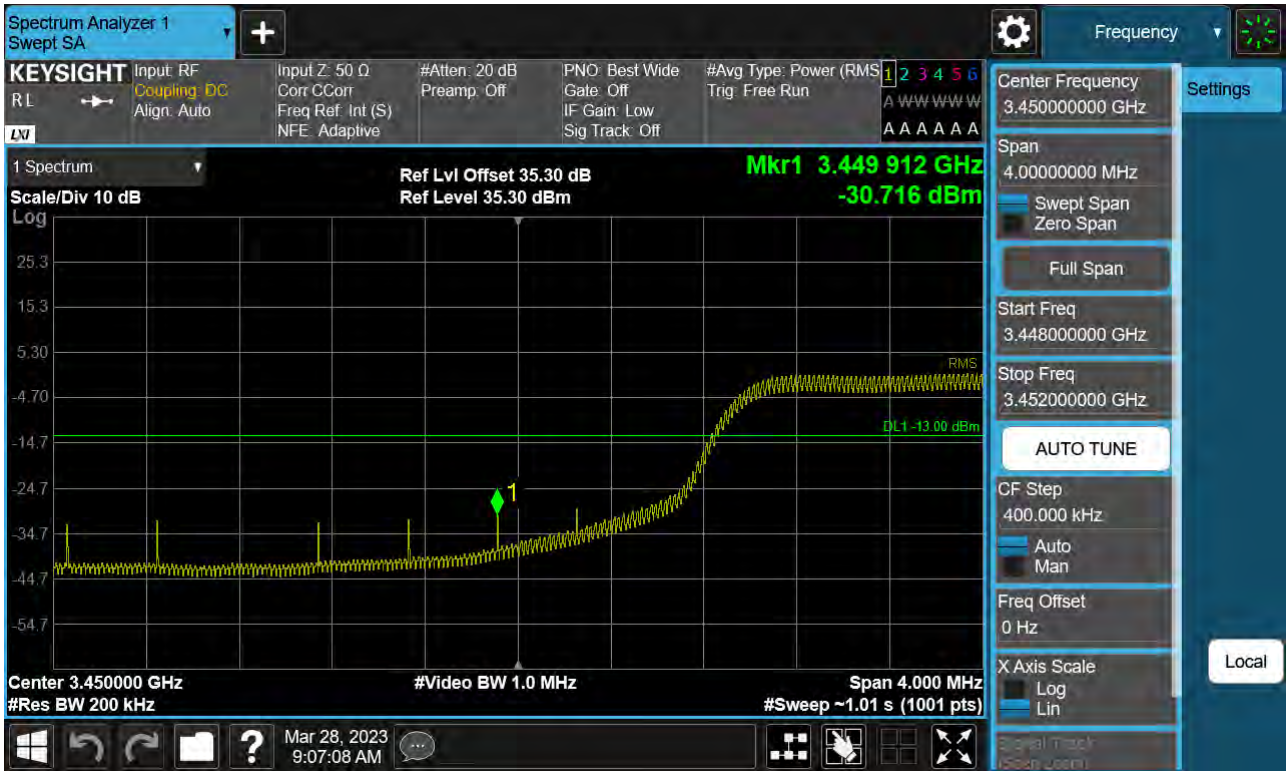 Spectrum Analyzer 1
Swept SA
Frequency
KEYSIGHT
RL
LXI
Input: RF
Coupling: DC
Align: Auto
Input Z: 50 Ω
Corr CCorr
Freq Ref: Int (S)
NFE: Adaptive
#Atten: 20 dB
Preamp: Off
PNO: Best Wide
Gate: Off
IF Gain: Low
Sig Track: Off
#Avg Type: Power (RMS
Trig: Free Run
1 2 3 4 5 6
A W W W W W
A A A A A A
1 Spectrum
Scale/Div 10 dB
Log
Ref Lvl Offset 35.30 dB
Ref Level 35.30 dBm
Mkr1 3.449 912 GHz
-30.716 dBm
25.3
15.3
5.30
-4.70
-14.7
-24.7
-34.7
-44.7
-54.7
RMS
DL1 -13.00 dBm
1
Center 3.450000 GHz
#Res BW 200 kHz
#Video BW 1.0 MHz
Span 4.000 MHz
#Sweep ~1.01 s (1001 pts)
Center Frequency
3.450000000 GHz
Settings
Span
4.00000000 MHz
Swept Span
Zero Span
Full Span
Start Freq
3.448000000 GHz
Stop Freq
3.452000000 GHz
AUTO TUNE
CF Step
400.000 kHz
Auto
Man
Freq Offset
0 Hz
X Axis Scale
Log
Lin
Local
Signal Track
(Span Zoom)
?
Mar 28, 2023
9:07:08 AM